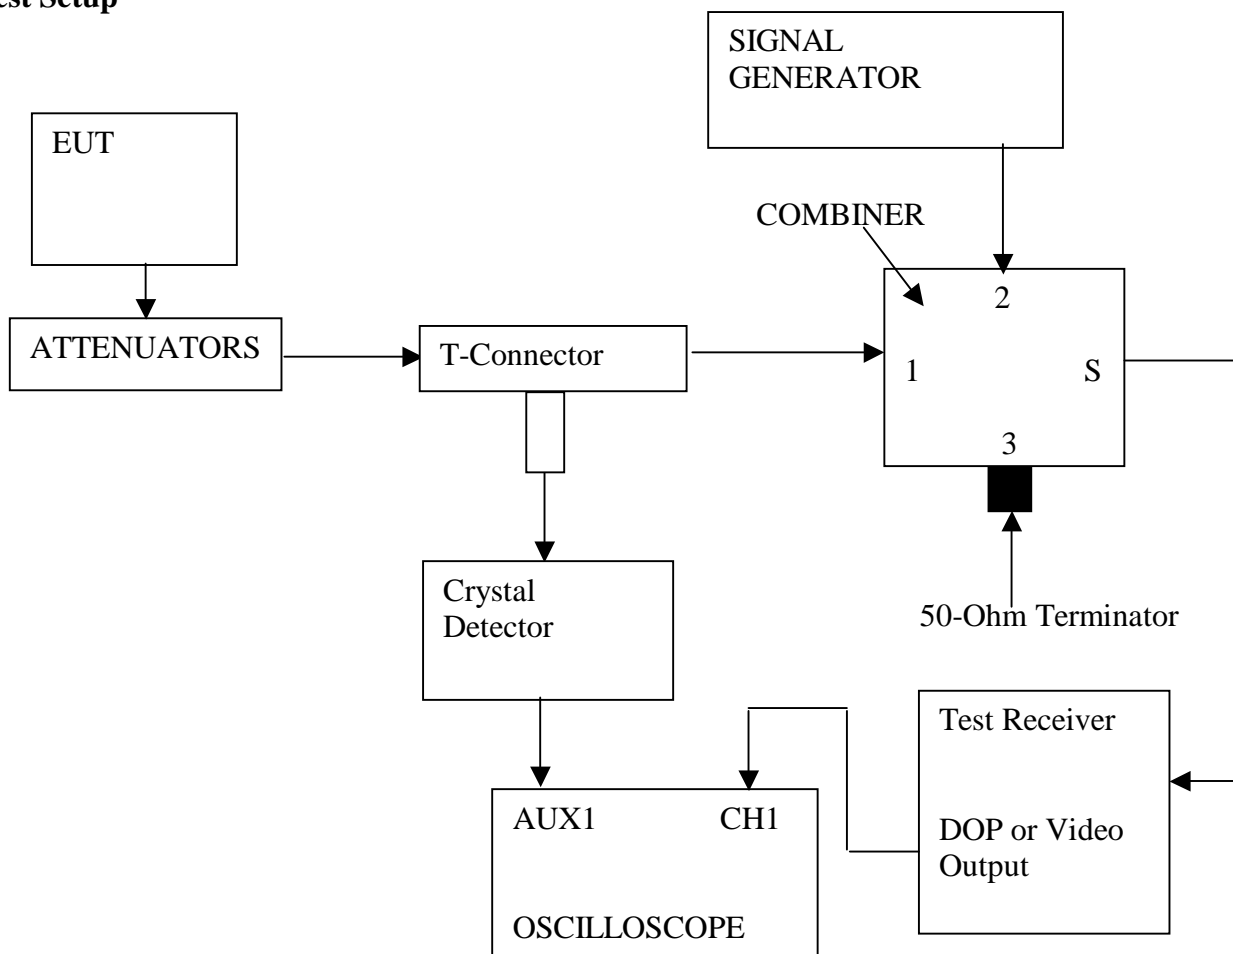 est Setup
SIGNAL
GENERATOR
EUT
COMBINER
2
ATTENUATORS
T-Connector
1
S
3
Crystal
Detector
50-Ohm Terminator
Test Receiver
AUX1
CH1
DOP or Video
Output
OSCILLOSCOPE